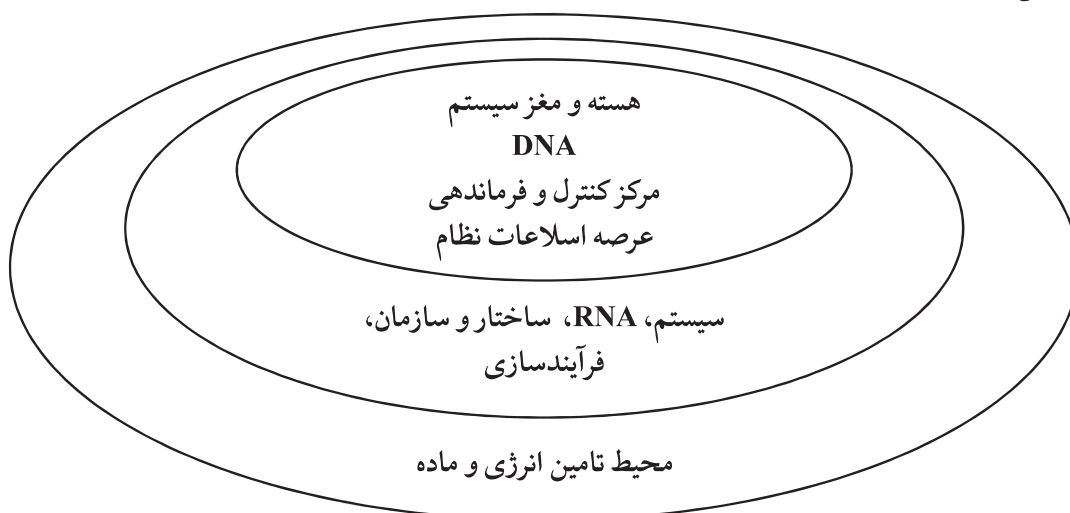 هسته و مغز سیستم
DNA
مرکز کنترل و فرماندهی
عرصه اسلاعات نظام
سیستم، RNA، ساختار و سازمان،
فرآیندسازی
محیط تامین انرژی و ماده